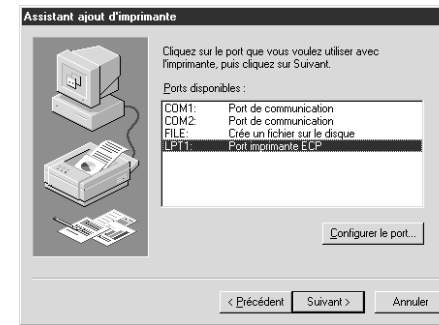 Assistant ajout d'imprimante
Cliquez sur le port que vous voulez utiliser avec
l'imprimante, puis cliquez sur Suivant.
Ports disponibles :
COM1: Port de communication
COM2: Port de communication
FILE: Crée un fichier sur le disque
LPT1: Port imprimante ECP
Configurer le port...
< Précédent Suivant > Annuler